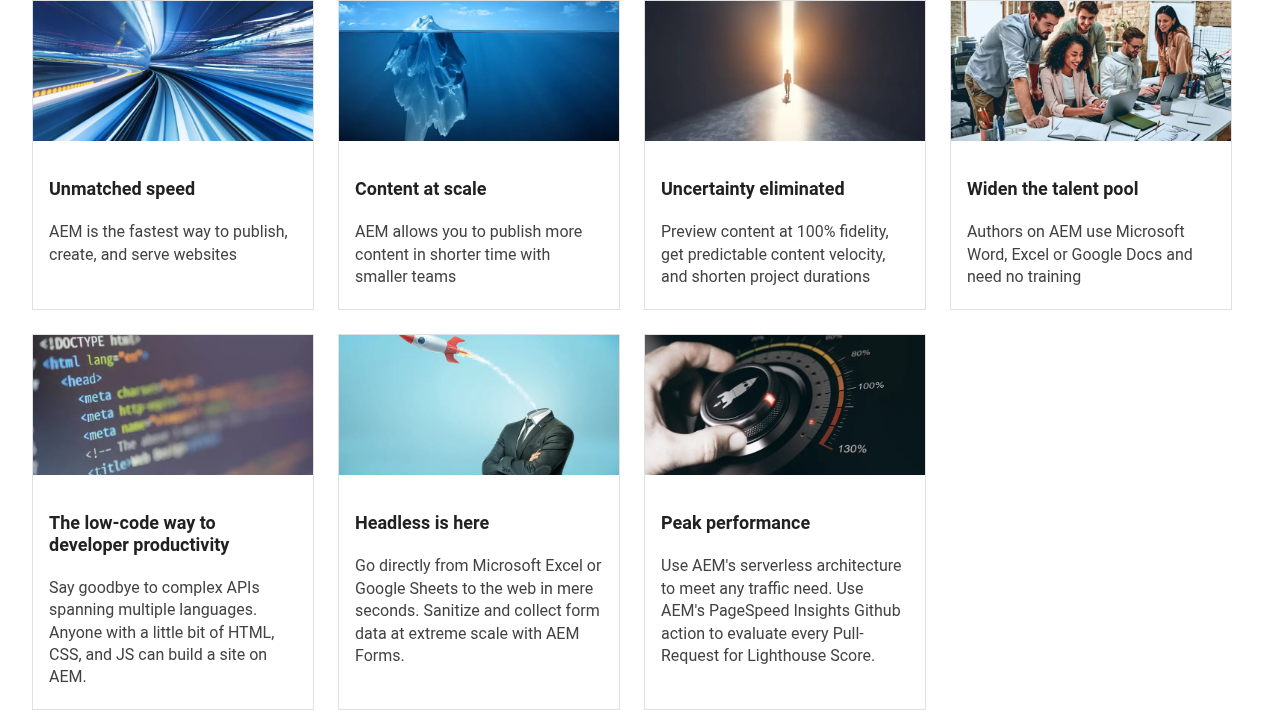 Unmatched speed
AEM is the fastest way to publish,
create, and serve websites
Content at scale
AEM allows you to publish more
content in shorter time with
smaller teams
Uncertainty eliminated
Preview content at 100% fidelity,
get predictable content velocity,
and shorten project durations
Widen the talent pool
Authors on AEM use Microsoft
Word, Excel or Google Docs and
need no training
<!DOCTYPE html>
<html lang="en">
<head>
<meta
<meta
<meta
<!-- The
<title>
80%
100%
130%
The low-code way to
developer productivity
Say goodbye to complex APIs
spanning multiple languages.
Anyone with a little bit of HTML,
CSS, and JS can build a site on
AEM.
Headless is here
Go directly from Microsoft Excel or
Google Sheets to the web in mere
seconds. Sanitize and collect form
data at extreme scale with AEM
Forms.
Peak performance
Use AEM's serverless architecture
to meet any traffic need. Use
AEM's PageSpeed Insights Github
action to evaluate every Pull-
Request for Lighthouse Score.